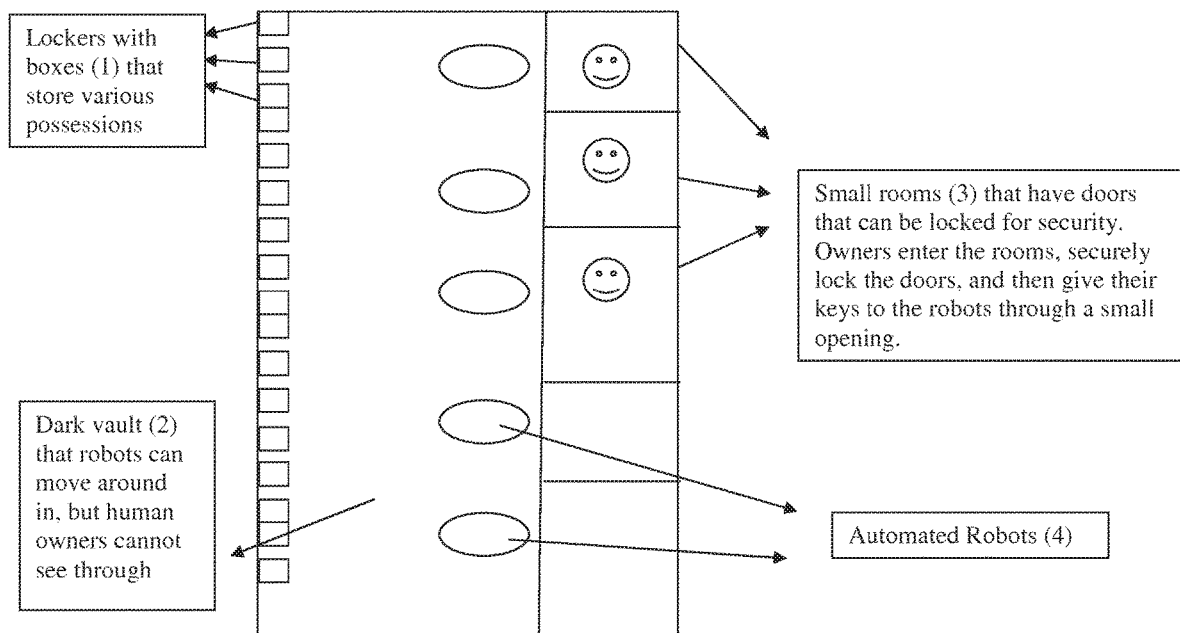 Lockers with
boxes (1) that
store various
possessions
Small rooms (3) that have doors
that can be locked for security.
Owners enter the rooms, securely
lock the doors, and then give their
keys to the robots through a small
opening.
Dark vault (2)
that robots can
move around
in, but human
owners cannot
see through
Automated Robots (4)